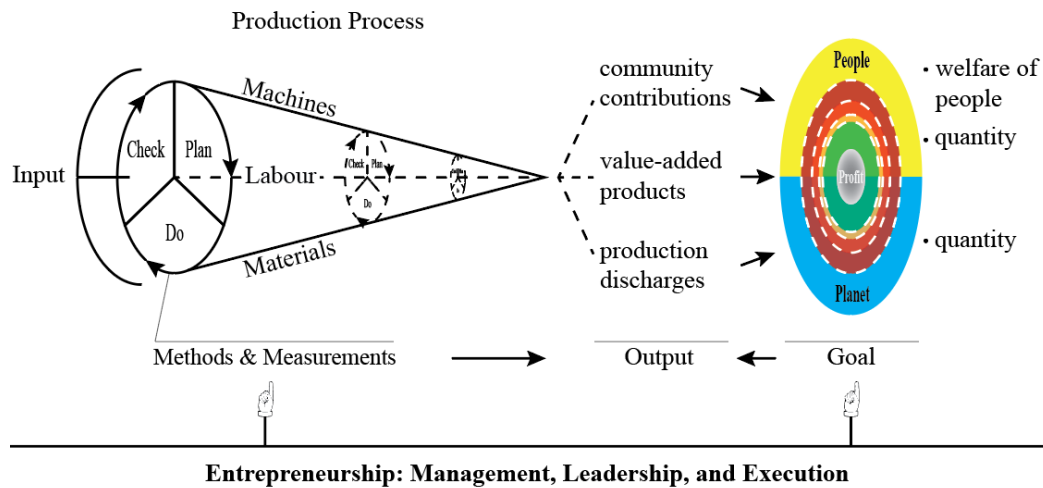 Production Process
Machines
Input
Check
Plan
Do
Labour
Check
Plan
Do
Materials
community
contributions
value-added
products
production
discharges
People
Profit
Planet
• welfare of
people
• quantity
• quantity
Methods & Measurements
Output
Goal
Entrepreneurship: Management, Leadership, and Execution